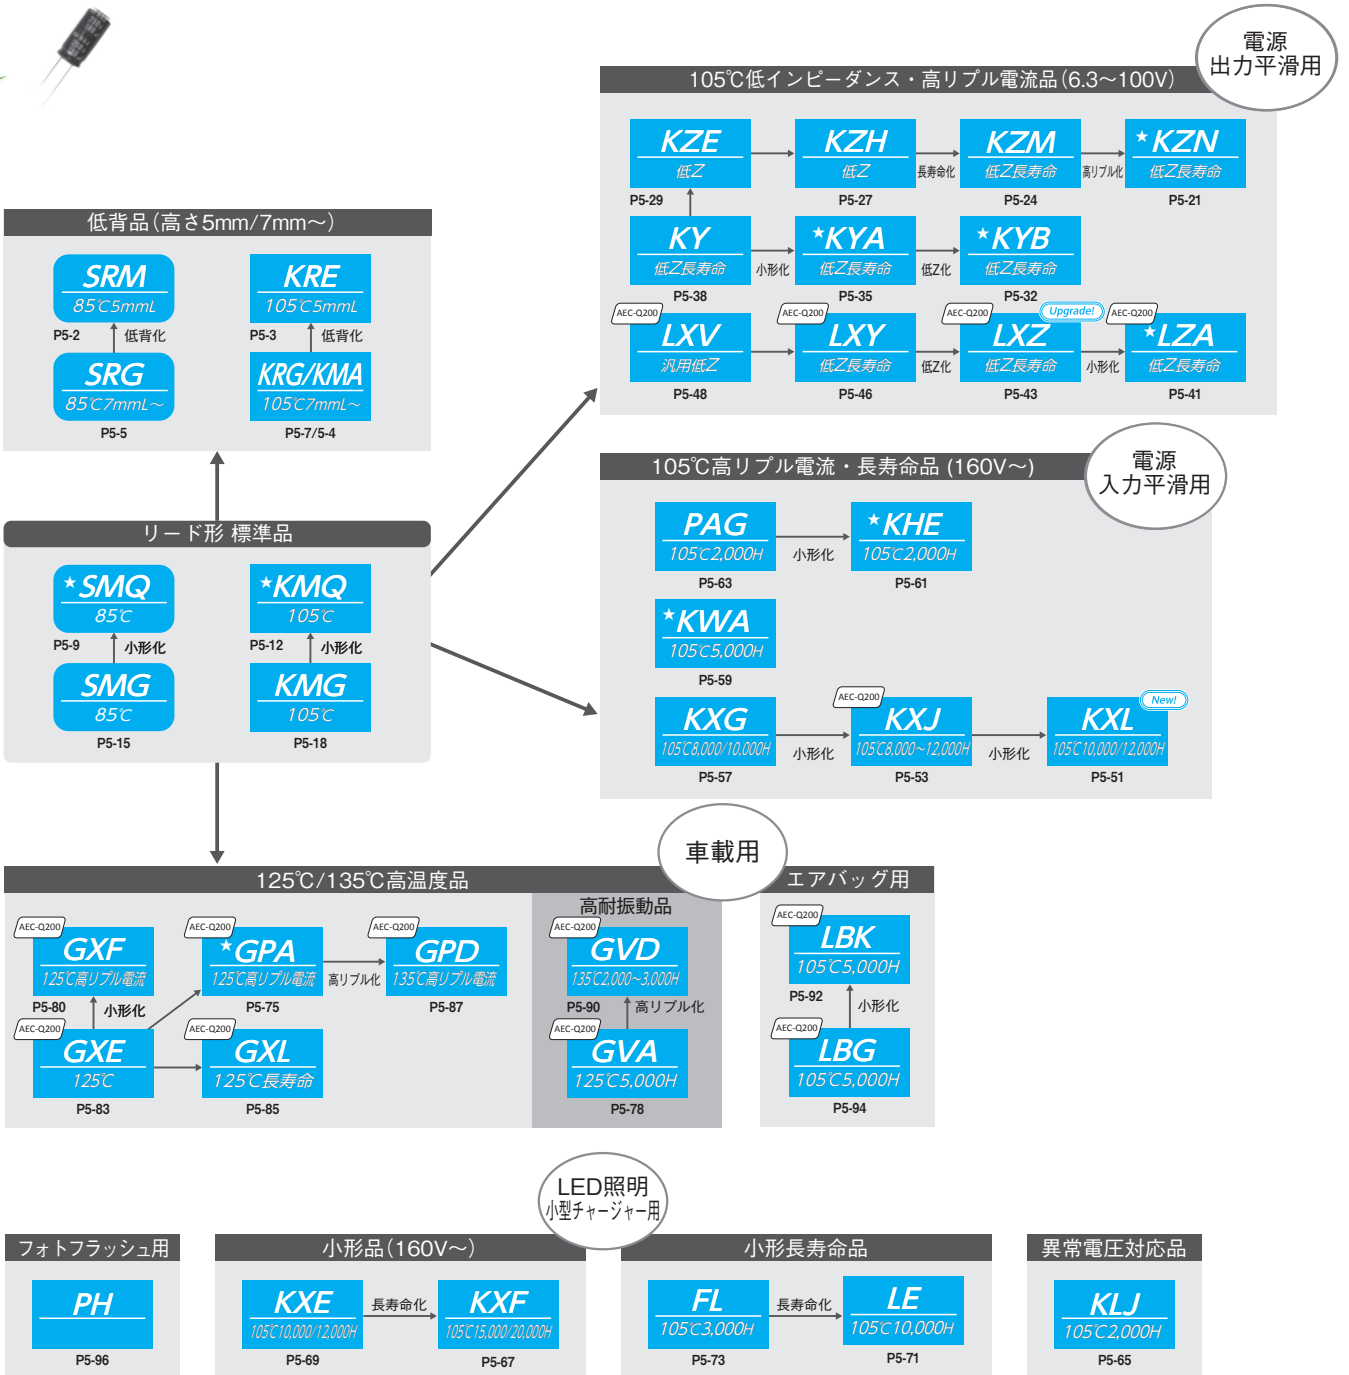 電源
出力平滑用
105℃低インピーダンス・高リプル電流品(6.3～100V)
KZE
低Z
P5-29
KZH
低Z
P5-27
長寿命化
KZM
低Z長寿命
P5-24
高リプル化
★KZN
低Z長寿命
P5-21
KY
低Z長寿命
P5-38
小形化
★KYA
低Z長寿命
P5-35
低Z化
★KYB
低Z長寿命
P5-32
AEC-Q200
LXV
汎用低Z
P5-48
AEC-Q200
LXY
低Z長寿命
P5-46
低Z化
AEC-Q200
Upgrade!
LXZ
低Z長寿命
P5-43
小形化
AEC-Q200
★LZA
低Z長寿命
P5-41
低背品(高さ5mm/7mm～)
SRM
85℃5mmL
P5-2
低背化
SRG
85℃7mmL～
P5-5
KRE
105℃5mmL
P5-3
低背化
KRG/KMA
105℃7mmL～
P5-7/5-4
リード形 標準品
★SMQ
85℃
P5-9
小形化
SMG
85℃
P5-15
★KMQ
105℃
P5-12
小形化
KMG
105℃
P5-18
電源
入力平滑用
105℃高リプル電流・長寿命品 (160V～)
PAG
105℃2,000H
P5-63
小形化
★KHE
105℃2,000H
P5-61
★KWA
105℃5,000H
P5-59
KXG
105℃8,000/10,000H
P5-57
小形化
AEC-Q200
KXJ
105℃8,000～12,000H
P5-53
小形化
New!
KXL
105℃10,000/12,000H
P5-51
車載用
125℃/135℃高温度品
AEC-Q200
GXF
125℃高リプル電流
P5-80
小形化
AEC-Q200
★GPA
125℃高リプル電流
P5-75
高リプル化
AEC-Q200
GPD
135℃高リプル電流
P5-87
AEC-Q200
GXE
125℃
P5-83
AEC-Q200
GXL
125℃長寿命
P5-85
高耐振動品
AEC-Q200
GVD
135℃2,000～3,000H
P5-90
高リプル化
AEC-Q200
GVA
125℃5,000H
P5-78
エアバッグ用
AEC-Q200
LBK
105℃5,000H
P5-92
小形化
AEC-Q200
LBG
105℃5,000H
P5-94
LED照明
小型チャージャー用
フォトフラッシュ用
PH
P5-96
小形品(160V～)
KXE
105℃10,000/12,000H
P5-69
長寿命化
KXF
105℃15,000/20,000H
P5-67
小形長寿命品
FL
105℃3,000H
P5-73
長寿命化
LE
105℃10,000H
P5-71
異常電圧対応品
KLJ
105℃2,000H
P5-65